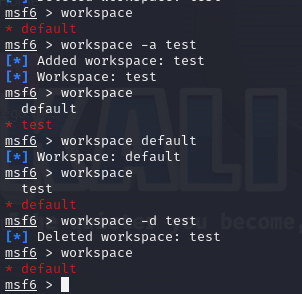 [*] Deleted workspace: test
msf6 > workspace
* default
msf6 > workspace -a test
[*] Added workspace: test
[*] Workspace: test
msf6 > workspace
  default
* test
msf6 > workspace default
[*] Workspace: default
msf6 > workspace
  test
* default
msf6 > workspace -d test
[*] Deleted workspace: test
msf6 > workspace
* default
msf6 >